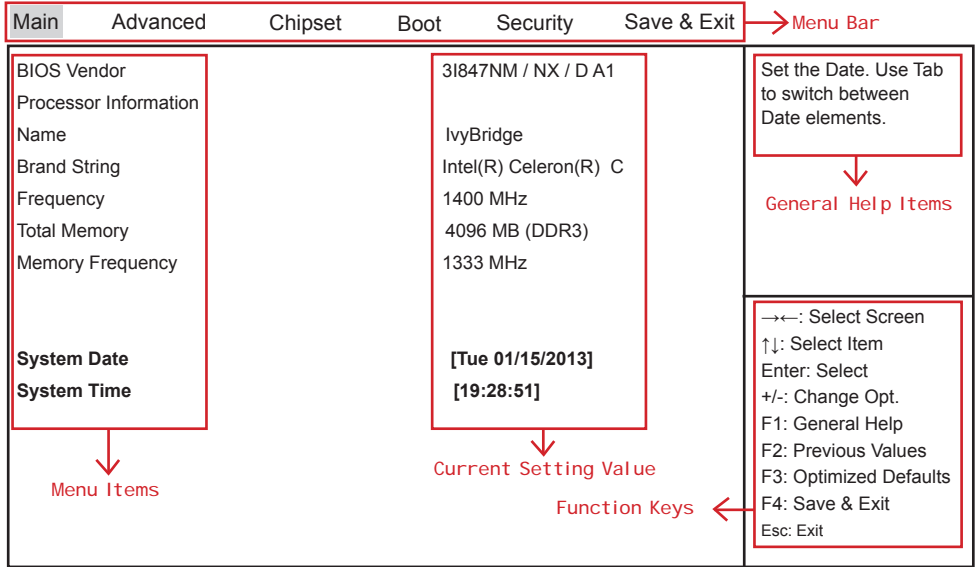 Main Advanced Chipset Boot Security Save & Exit Menu Bar
BIOS Vendor 3I847NM / NX / D A1
Processor Information
Name IvyBridge
Brand String Intel(R) Celeron(R) C
Frequency 1400 MHz
Total Memory 4096 MB (DDR3)
Memory Frequency 1333 MHz
System Date [Tue 01/15/2013]
System Time [19:28:51]
Menu Items
Current Setting Value
Set the Date. Use Tab
to switch between
Date elements.
General Help Items
→←: Select Screen
↑↓: Select Item
Enter: Select
+/-: Change Opt.
F1: General Help
F2: Previous Values
F3: Optimized Defaults
F4: Save & Exit
Esc: Exit
Function Keys